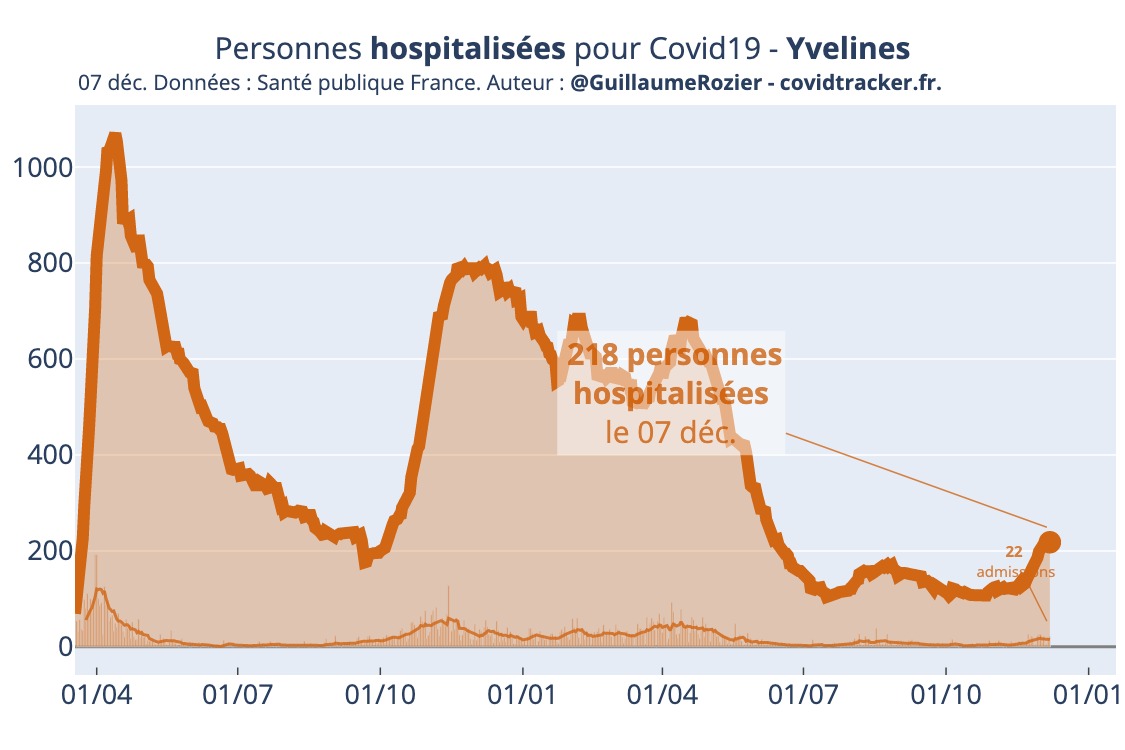 Personnes hospitalisées pour Covid19 - Yvelines
07 déc. Données : Santé publique France. Auteur : @GuillaumeRozier - covidtracker.fr.
1000
800
600
400
200
0
218 personnes
hospitalisées
le 07 déc.
22
admissions
01/04 01/07 01/10 01/01 01/04 01/07 01/10 01/01